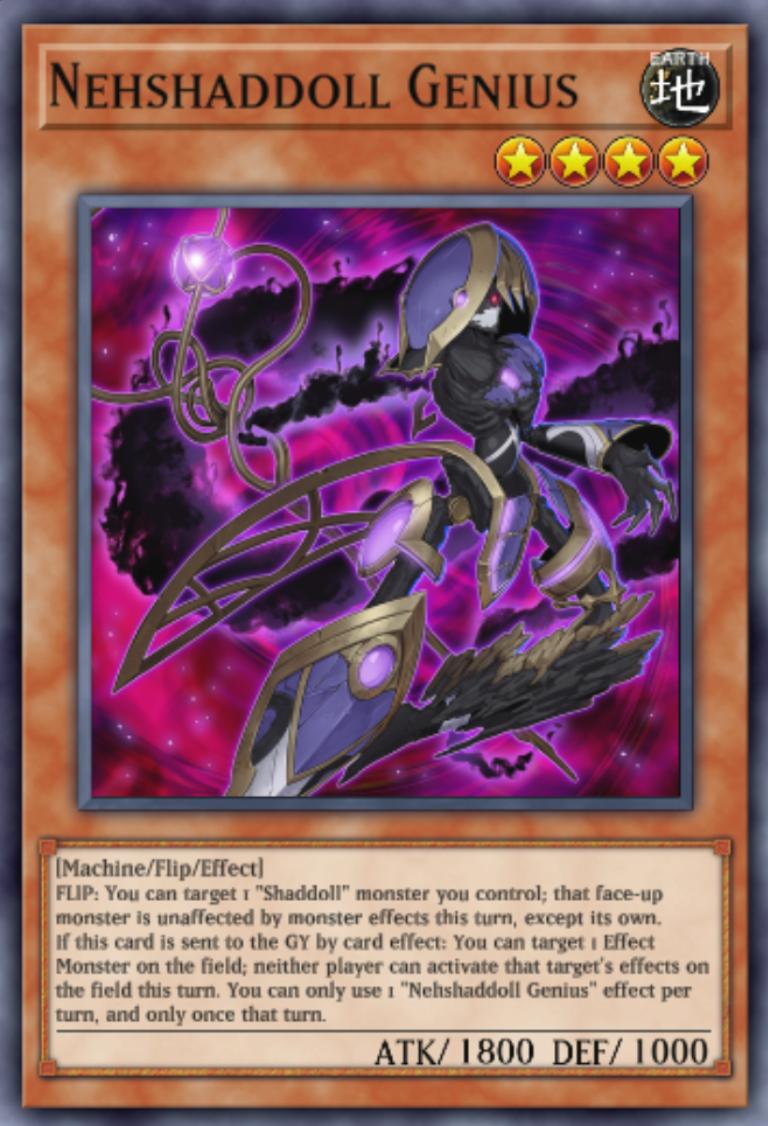 Nehshaddoll Genius
EARTH
地
[Machine/Flip/Effect]
FLIP: You can target 1 "Shaddoll" monster you control; that face-up
monster is unaffected by monster effects this turn, except its own.
If this card is sent to the GY by card effect: You can target 1 Effect
Monster on the field; neither player can activate that target's effects on
the field this turn. You can only use 1 "Nehshaddoll Genius" effect per
turn, and only once that turn.
ATK/ 1800 DEF/ 1000